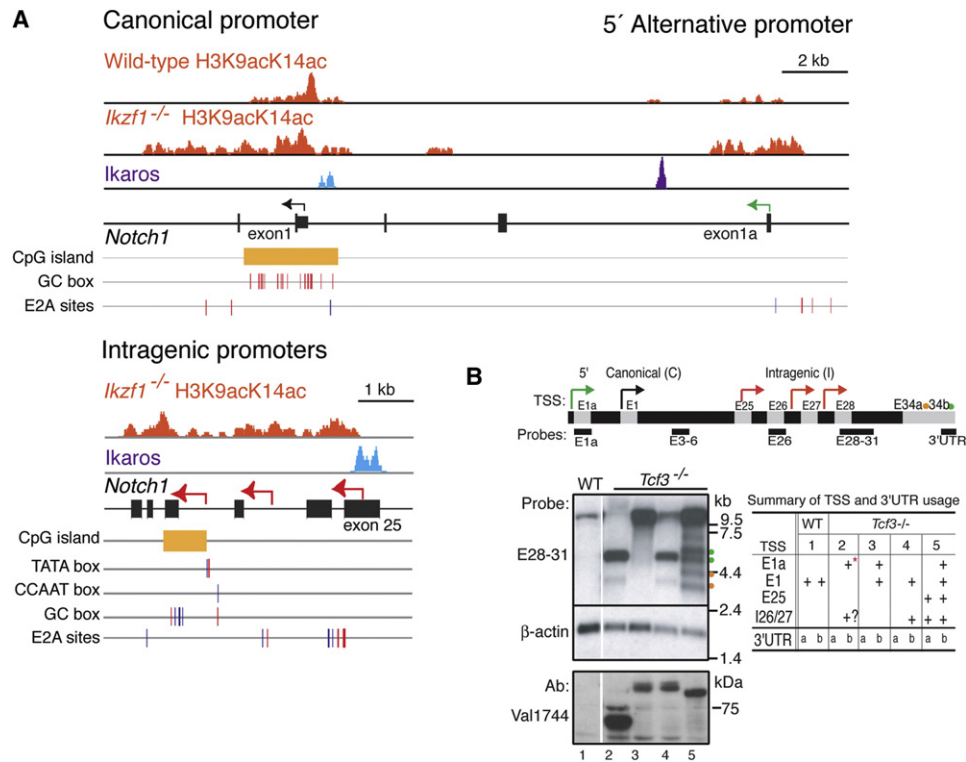 A
Canonical promoter
5´ Alternative promoter
Wild-type H3K9acK14ac
2 kb
Ikzf1 -/- H3K9acK14ac
Ikaros
Notch1
exon1
exon1a
CpG island
GC box
E2A sites
Intragenic promoters
Ikzf1 -/- H3K9acK14ac
1 kb
Ikaros
Notch1
exon 25
CpG island
TATA box
CCAAT box
GC box
E2A sites
B
5' Canonical (C) Intragenic (I)
TSS: E1a E1 E25 E26 E27 E28 E34a 34b
Probes: E1a E3-6 E26 E28-31 3'UTR
WT Tcf3 -/-
Probe: kb
9.5
7.5
E28-31
4.4
2.4
β-actin
1.4
Ab: kDa
Val1744
75
1 2 3 4 5
Summary of TSS and 3'UTR usage
WT Tcf3-/-
TSS 1 2 3 4 5
E1a +* + +
E1 + + + + +
E25 + +
I26/27 +? + + +
3'UTR a b a b a b a b a b